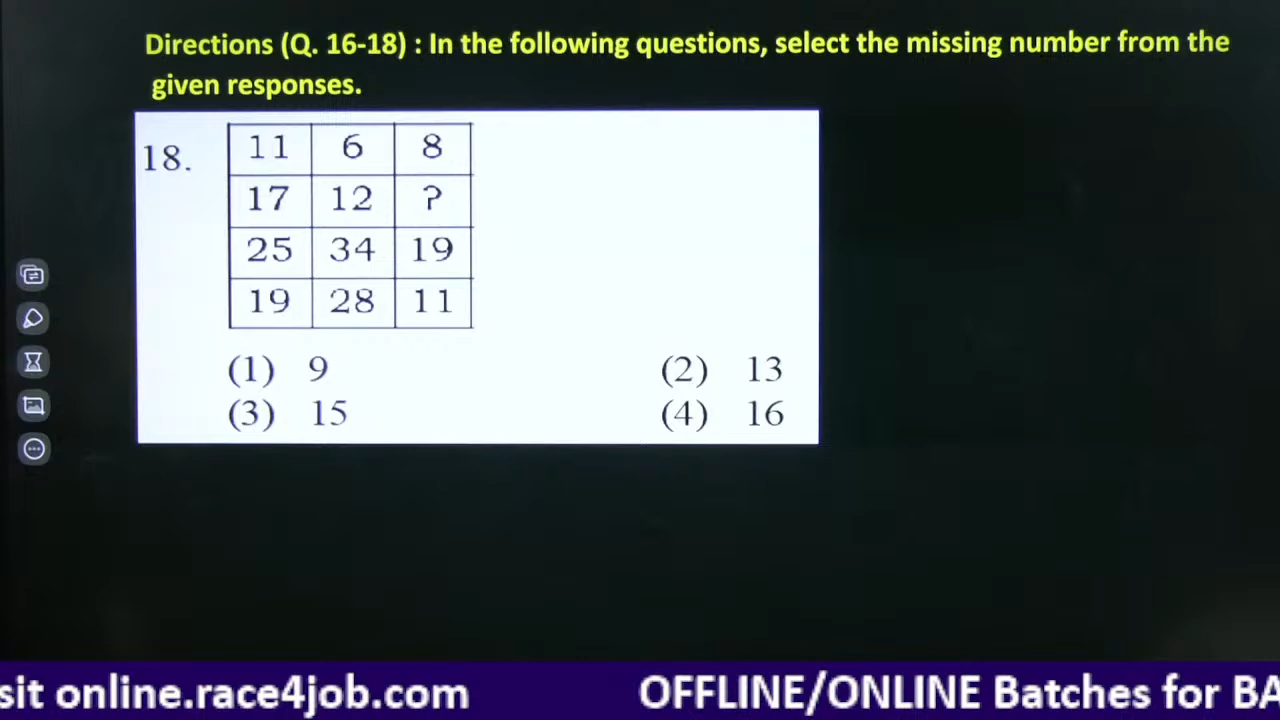 Directions (Q. 16-18) : In the following questions, select the missing number from the
given responses.
18. 11 6 8
17 12 ?
25 34 19
19 28 11
(1) 9 (2) 13
(3) 15 (4) 16
sit online.race4job.com OFFLINE/ONLINE Batches for BA